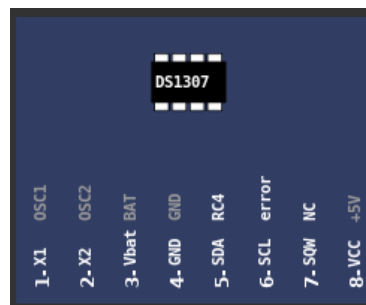 DS1307
1-X1 OSC1
2-X2 OSC2
3-Vbat BAT
4-GND GND
5-SDA RC4
6-SCL error
7-SQW NC
8-VCC +5V